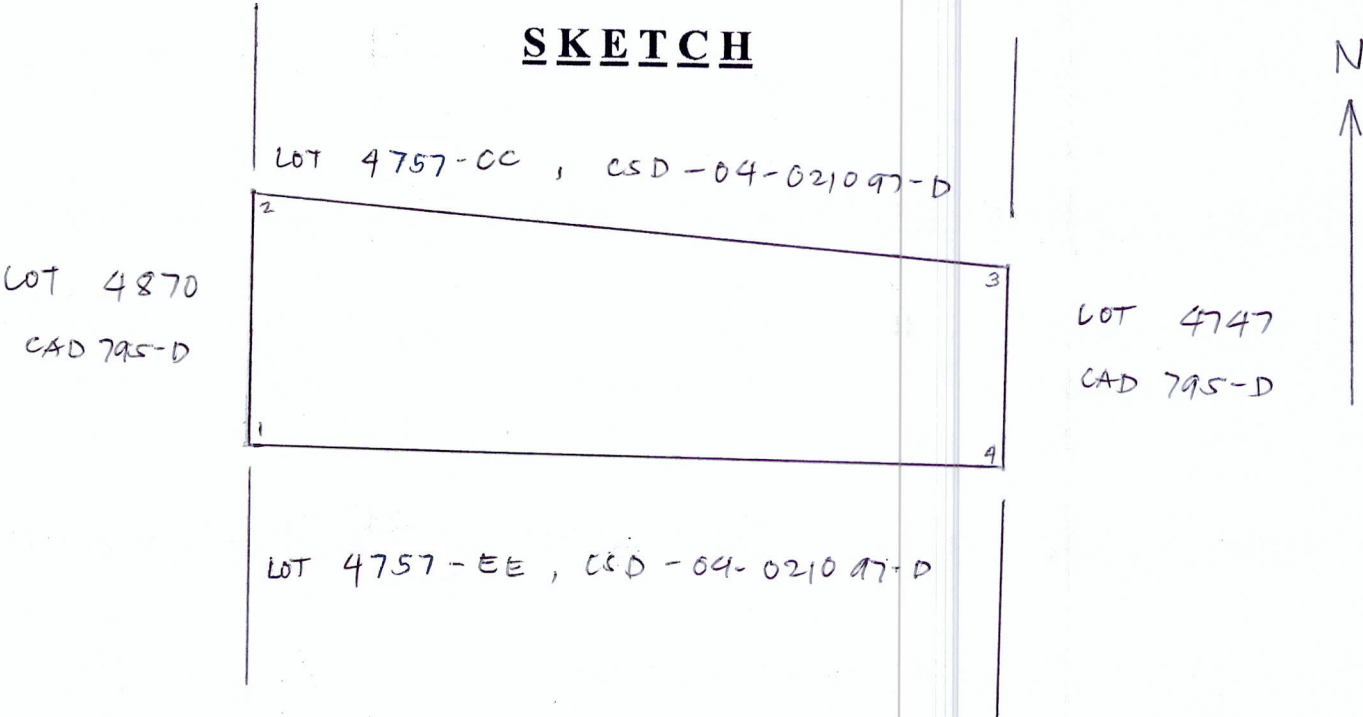 SKETCH
N
LOT 4757-CC , CSD-04-021097-D
2
3
LOT 4870
CAD 795-D
LOT 4747
CAD 795-D
1
4
LOT 4757-EE , CSD-04-021097-D